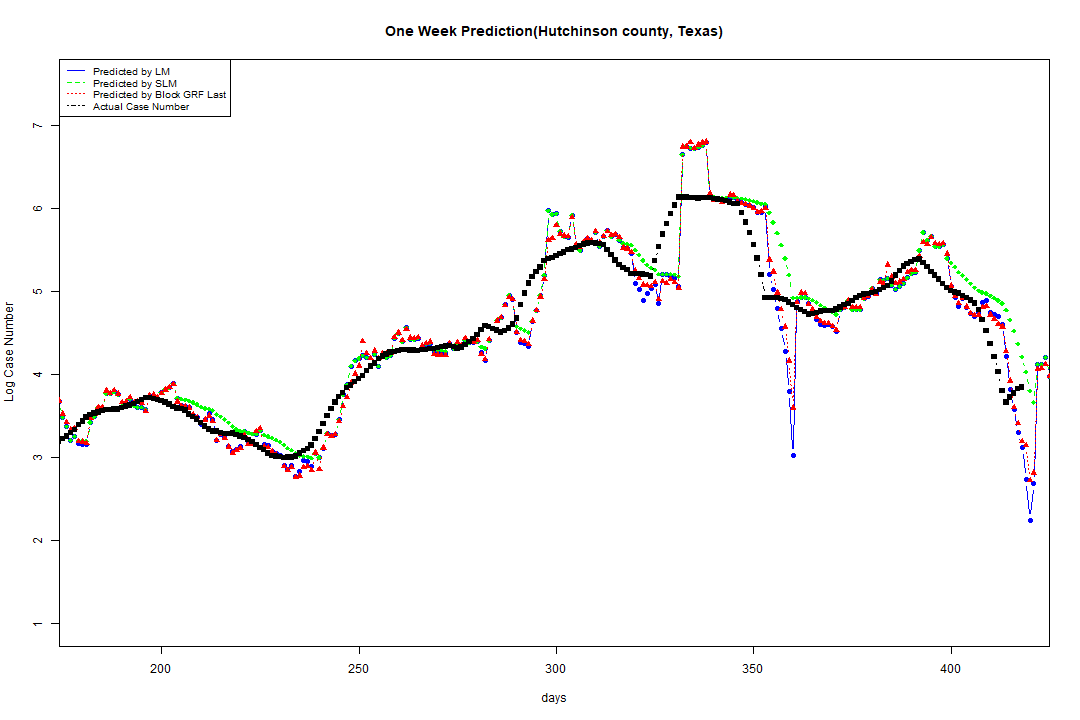 One Week Prediction(Hutchinson county, Texas)
Predicted by LM
Predicted by SLM
Predicted by Block GRF Last
Actual Case Number
Log Case Number
7
6
5
4
3
2
1
200
250
300
350
400
days